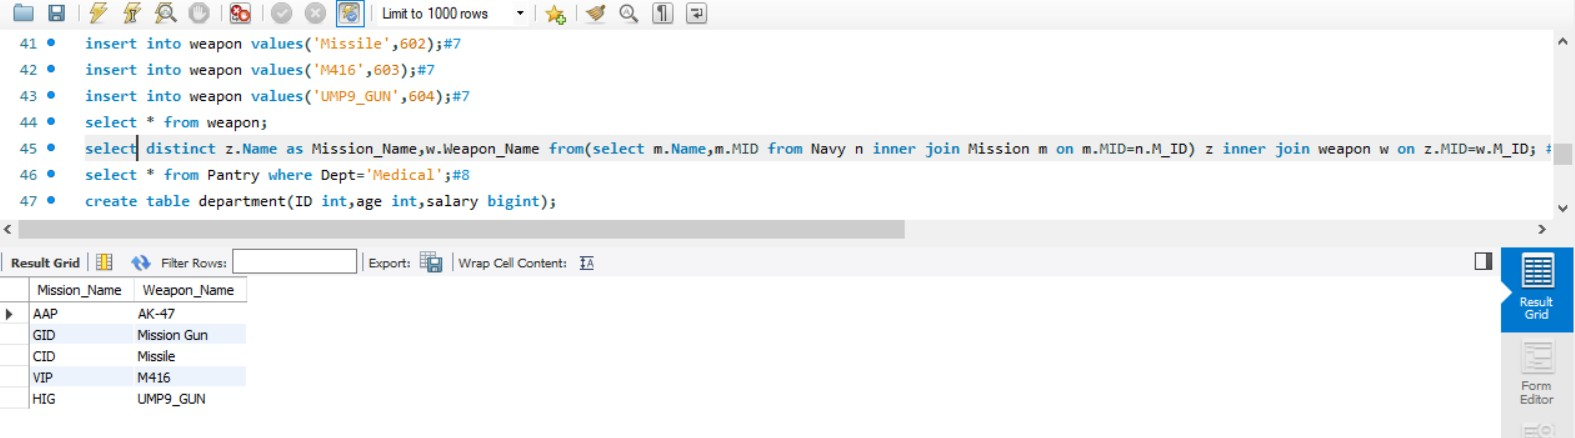 Limit to 1000 rows
41 insert into weapon values('Missile',602);#7
42 insert into weapon values('M416',603);#7
43 insert into weapon values('UMP9_GUN',604);#7
44 select * from weapon;
45 select distinct z.Name as Mission_Name,w.Weapon_Name from(select m.Name,m.MID from Navy n inner join Mission m on m.MID=n.M_ID) z inner join weapon w on z.MID=w.M_ID;
46 select * from Pantry where Dept='Medical';#8
47 create table department(ID int,age int,salary bigint);
Result Grid Filter Rows: Export: Wrap Cell Content:
Mission_Name Weapon_Name
AAP AK-47
GID Mission Gun
CID Missile
VIP M416
HIG UMP9_GUN
Result
Grid
Form
Editor